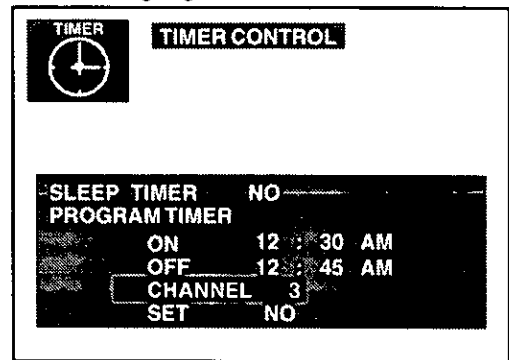 TIMER
TIMER CONTROL
SLEEP TIMER NO
PROGRAM TIMER
ON 12 : 30 AM
OFF 12 : 45 AM
CHANNEL 3
SET NO